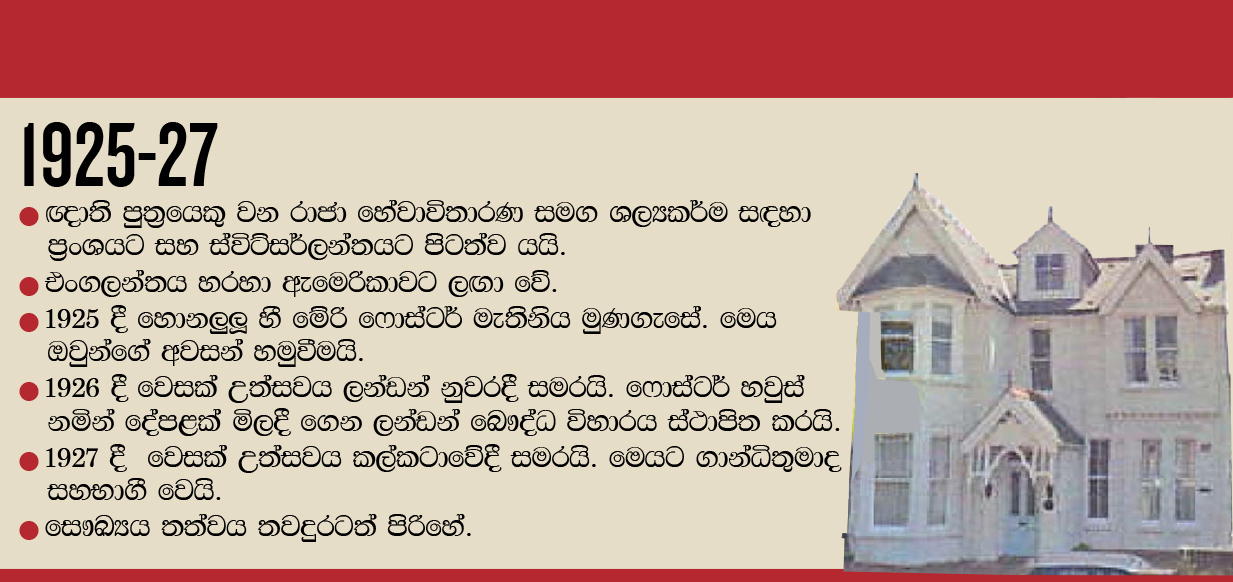 1925-27
● ඥාති පුත්‍රයෙකු වන රාජා හේවාවිතාරණ සමග ශල්‍යකර්ම සඳහා
ප්‍රංශයට සහ ස්විට්සර්ලන්තයට පිටත්ව යයි.
● එංගලන්තය හරහා ඇමෙරිකාවට ලඟා වේ.
● 1925 දී හොනලුලූ හී මේරි ෆොස්ටර් මැතිනිය මුණගැසේ. මෙය
ඔවුන්ගේ අවසන් හමුවීමයි.
● 1926 දී වෙසක් උත්සවය ලන්ඩන් නුවරදී සමරයි. ෆොස්ටර් හවුස්
නමින් දේපළක් මිලදී ගෙන ලන්ඩන් බෞද්ධ විහාරය ස්ථාපිත කරයි.
● 1927 දී වෙසක් උත්සවය කල්කටාවේදී සමරයි. මෙයට ගාන්ධිතුමාද
සහභාගී වෙයි.
● සෞඛ්‍යය තත්වය තවදුරටත් පිරිහේ.